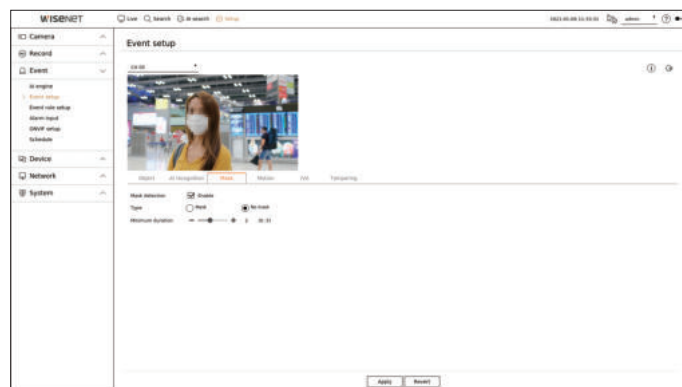 WISENET
Live Search AI search Setup
admin
Camera
Record
Event
AI engine
Event setup
Event rule setup
Alarm input
ONVIF setup
Schedule
Device
Network
System
Event setup
Object AI recognition Mask Motion IVA Tampering
Mask detection Enable
Type Mask No mask
Minimum duration
Apply Revert